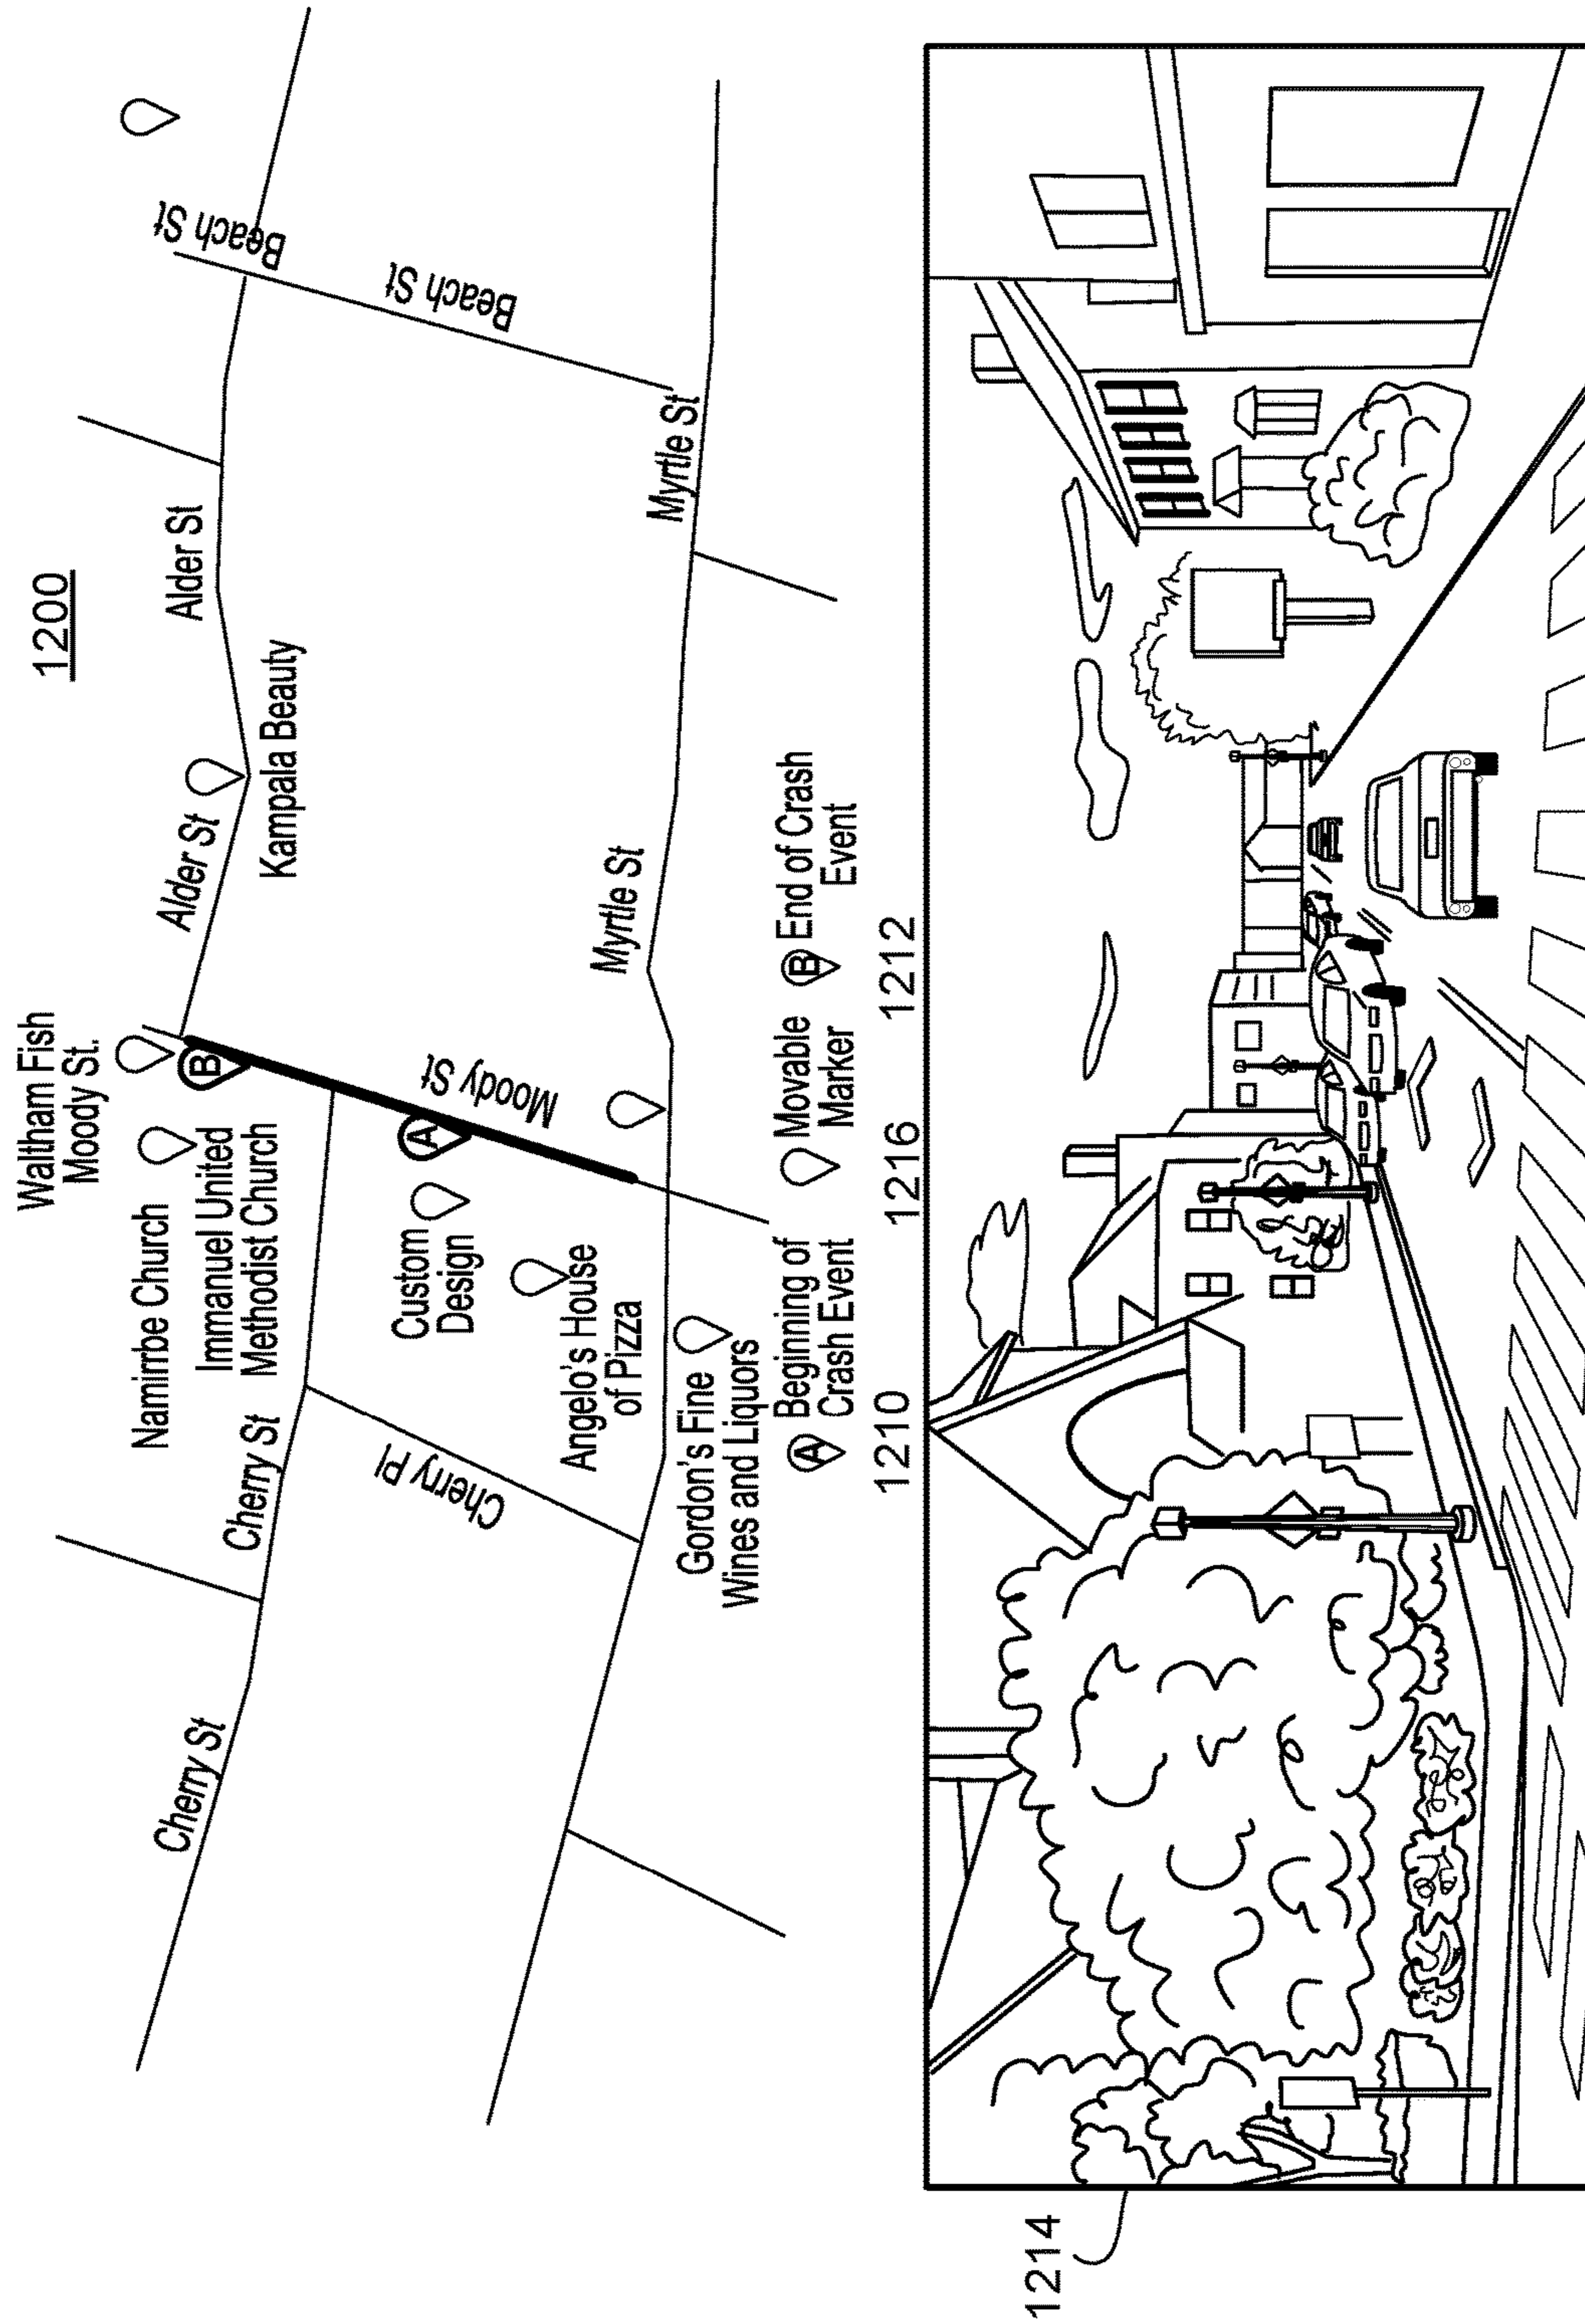 1200
Waltham Fish
Moody St.
Namirrbe Church
Immanuel United
Methodist Church
Cherry St
Cherry St
Cherry Pl
Custom
Design
Angelo's House
of Pizza
Gordon's Fine
Wines and Liquors
B
A
Moody St
Alder St
Alder St
Kampala Beauty
Beach St
Beach St
Myrtle St
Myrtle St
A Beginning of
Crash Event
Movable
Marker
B End of Crash
Event
1210
1216
1212
1214